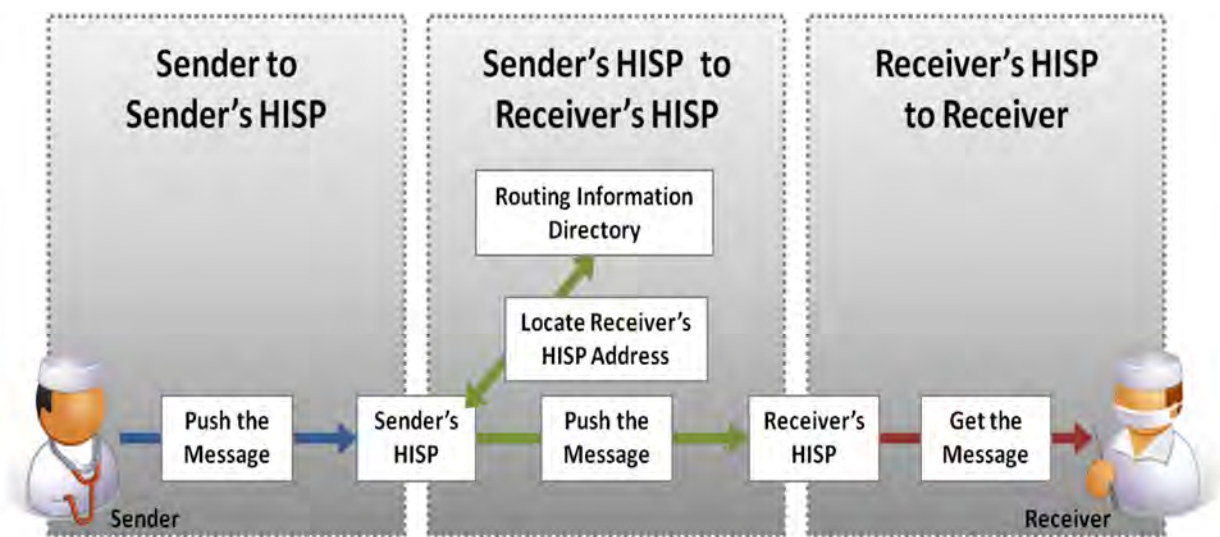 Sender to
Sender's HISP
Sender's HISP to
Receiver's HISP
Receiver's HISP
to Receiver
Routing Information
Directory
Locate Receiver's
HISP Address
Push the
Message
Sender's
HISP
Push the
Message
Receiver's
HISP
Get the
Message
Sender
Receiver